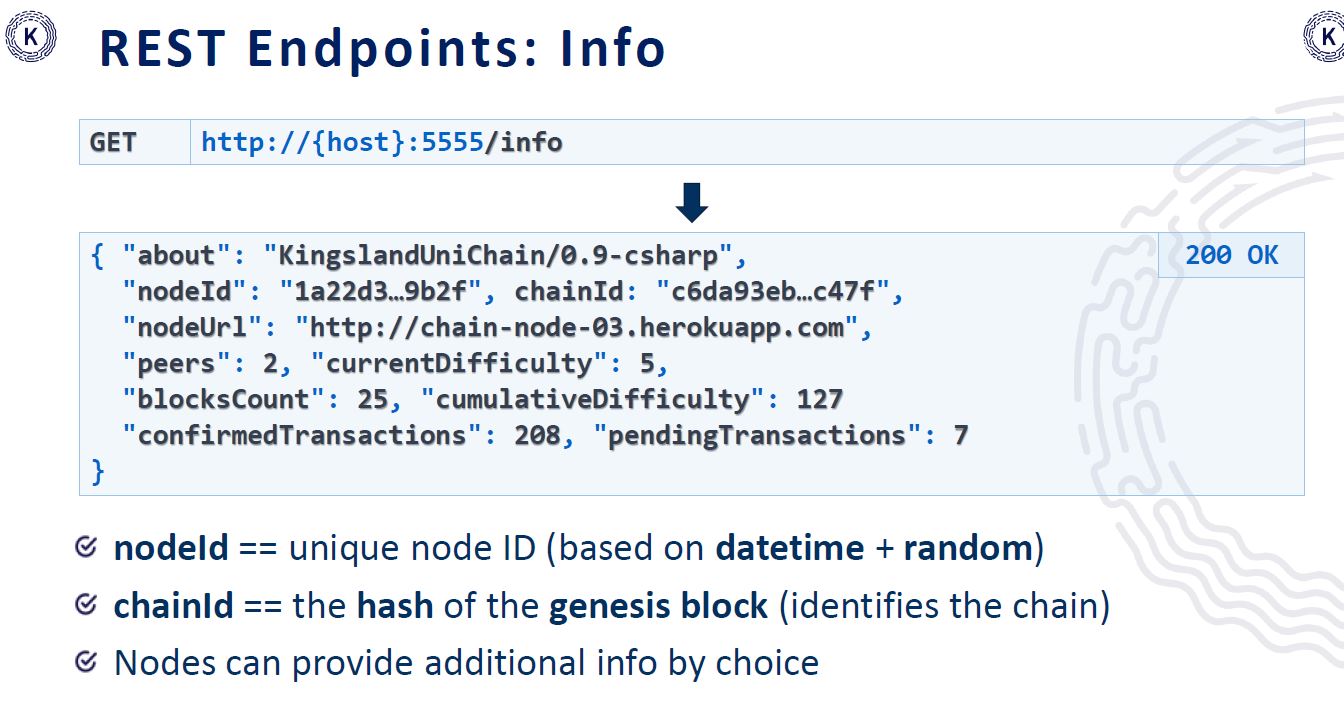 K
K
REST Endpoints: Info
GET http://{host}:5555/info
{ "about": "KingslandUniChain/0.9-csharp", 200 OK
"nodeId": "1a22d3…9b2f", chainId: "c6da93eb…c47f",
"nodeUrl": "http://chain-node-03.herokuapp.com",
"peers": 2, "currentDifficulty": 5,
"blocksCount": 25, "cumulativeDifficulty": 127
"confirmedTransactions": 208, "pendingTransactions": 7
}
nodeId == unique node ID (based on datetime + random)
chainId == the hash of the genesis block (identifies the chain)
Nodes can provide additional info by choice